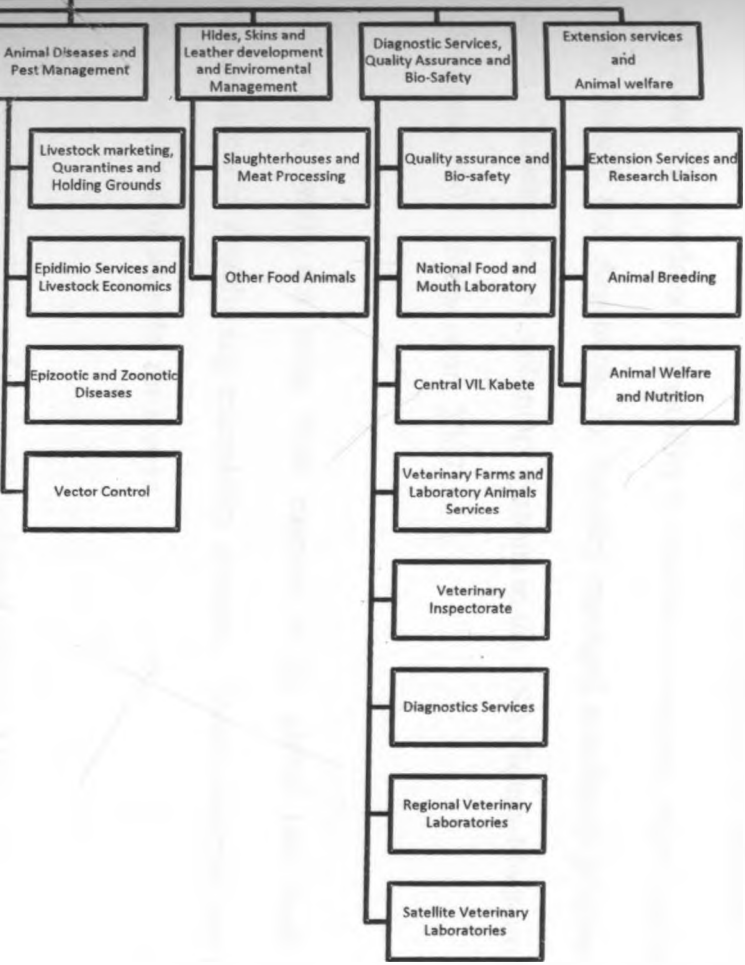 Animal Diseases and
Pest Management
Hides, Skins and
Leather development
and Enviromental
Management
Diagnostic Services,
Quality Assurance and
Bio-Safety
Extension services
and
Animal welfare
Livestock marketing,
Quarantines and
Holding Grounds
Epidimio Services and
Livestock Economics
Epizootic and Zoonotic
Diseases
Vector Control
Slaughterhouses and
Meat Processing
Other Food Animals
Quality assurance and
Bio-safety
National Food and
Mouth Laboratory
Central VIL Kabete
Veterinary Farms and
Laboratory Animals
Services
Veterinary
Inspectorate
Diagnostics Services
Regional Veterinary
Laboratories
Satellite Veterinary
Laboratories
Extension Services and
Research Liaison
Animal Breeding
Animal Welfare
and Nutrition